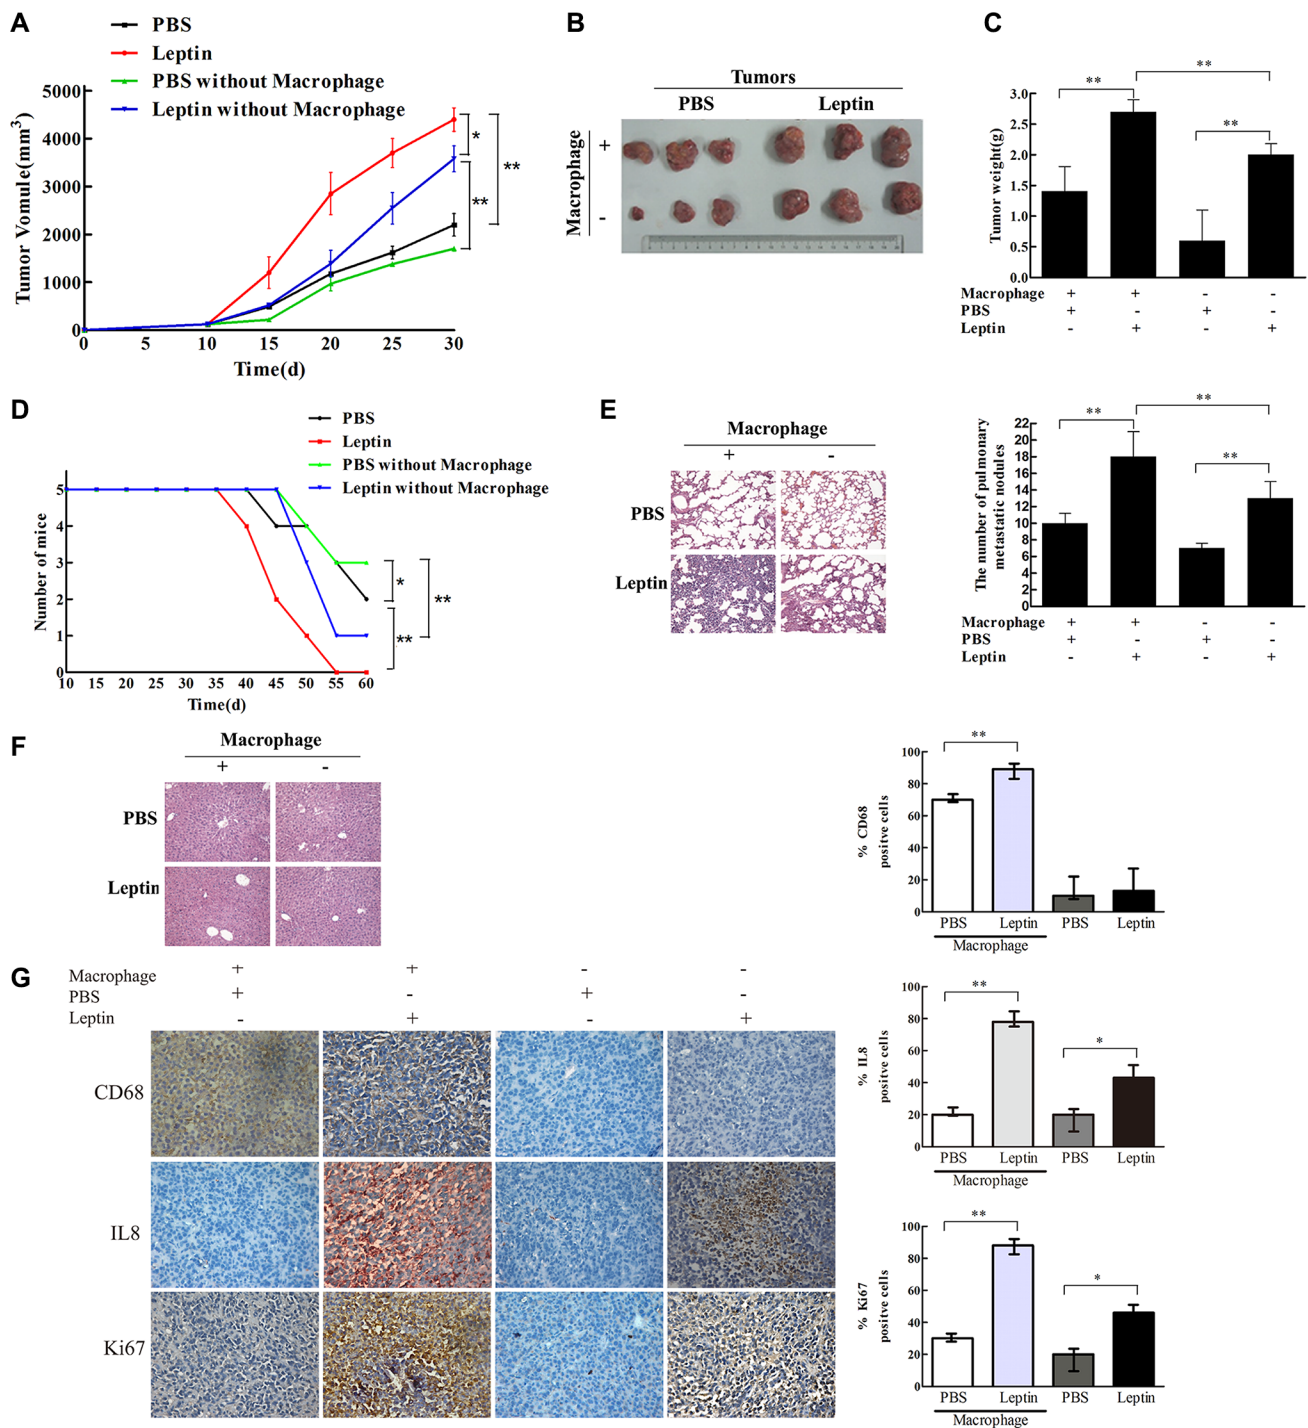 A
PBS
Leptin
PBS without Macrophage
Leptin without Macrophage
Tumor Vomule(mm³)
5000
4000
3000
2000
1000
0
0 5 10 15 20 25 30
Time(d)
*
**
**
B
Tumors
PBS Leptin
Macrophage
+
-
C
**
**
**
Tumor weight(g)
3.0
2.5
2.0
1.5
1.0
0.5
0.0
Macrophage + + - -
PBS + - + -
Leptin - + - +
D
PBS
Leptin
PBS without Macrophage
Leptin without Macrophage
Number of mice
5
4
3
2
1
0
10 15 20 25 30 35 40 45 50 55 60
Time(d)
*
**
**
E
Macrophage
+ -
PBS
Leptin
**
**
**
The number of pulmonary
metastatic nodules
22
20
18
16
14
12
10
8
6
4
2
0
Macrophage + + - -
PBS + - + -
Leptin - + - +
F
Macrophage
+ -
PBS
Leptin
G
Macrophage + + - -
PBS + - + -
Leptin - + - +
CD68
IL8
Ki67
% CD68
positve cells
100
80
60
40
20
0
**
PBS Leptin PBS Leptin
Macrophage
% IL8
positve cells
100
80
60
40
20
0
**
*
PBS Leptin PBS Leptin
Macrophage
% Ki67
positve cells
100
80
60
40
20
0
**
*
PBS Leptin PBS Leptin
Macrophage